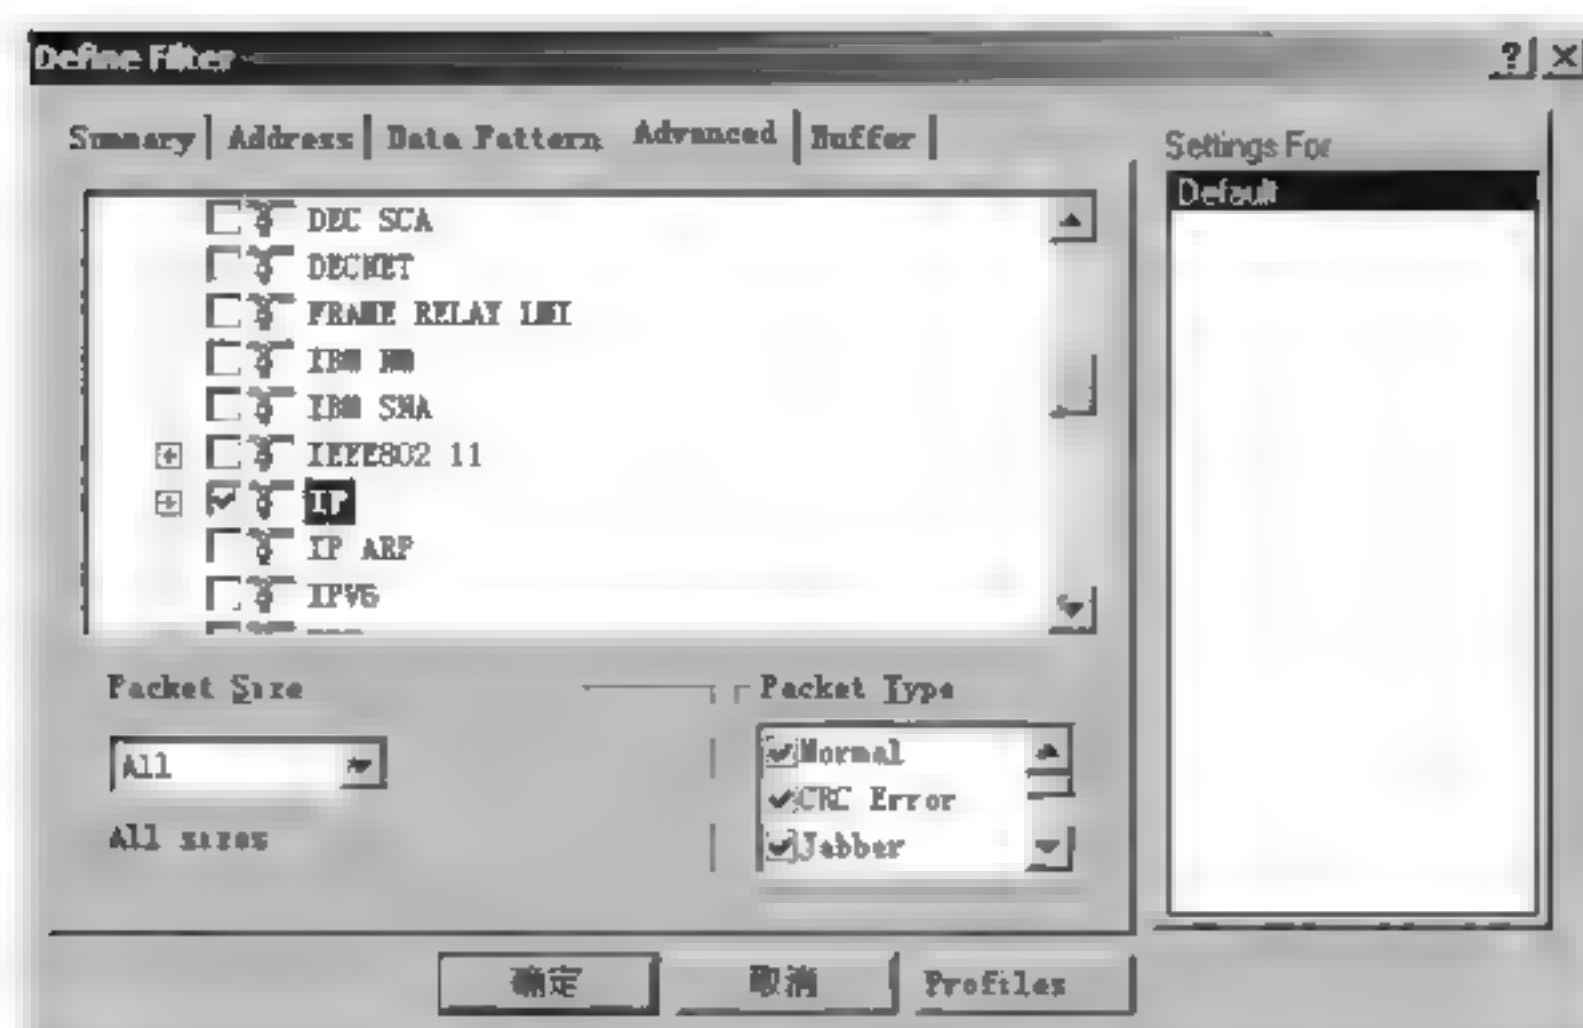 Define Filter
? ×
Summary Address Data Pattern Advanced Buffer
Settings For
Default
DEC SCA
DECNET
FRAME RELAY LMI
IBM NM
IBM SNA
IEEE802 11
IP
IP ARP
IPV6
Packet Size
All
All sizes
Packet Type
Normal
CRC Error
Jabber
确定 取消 Profiles